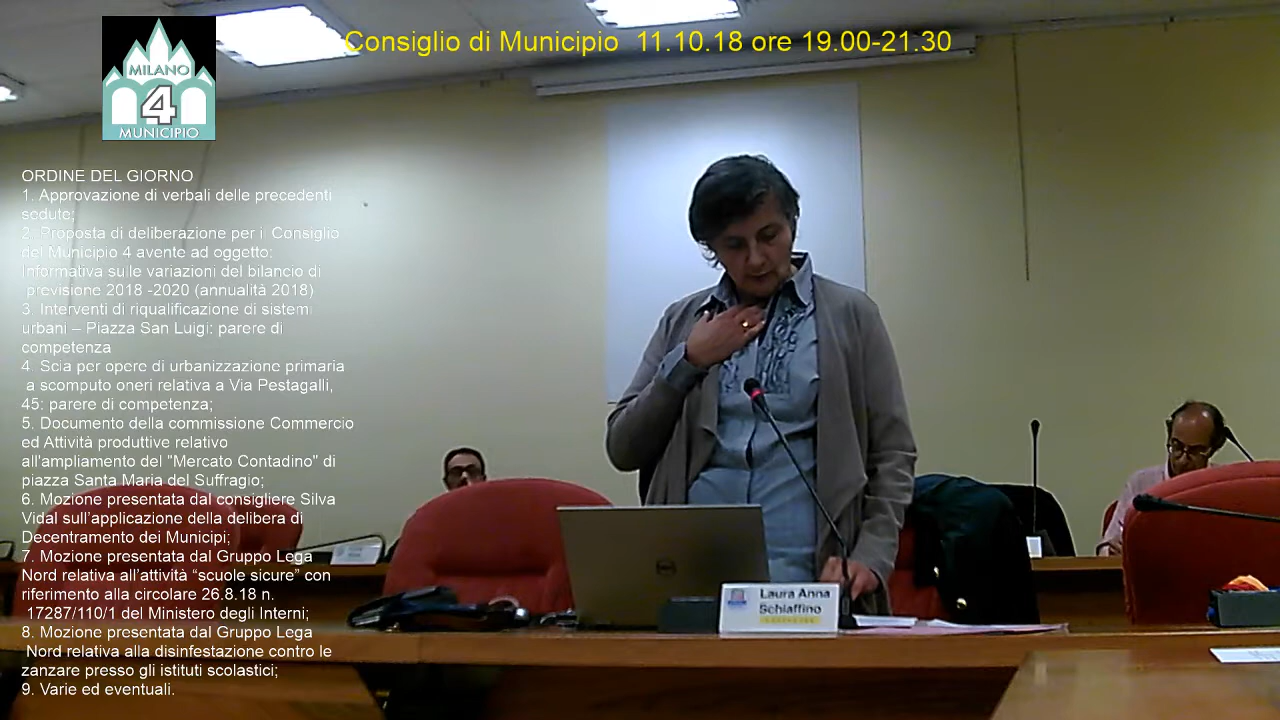 Consiglio di Municipio 11.10.18 ore 19.00-21.30
MILANO
4
MUNICIPIO
ORDINE DEL GIORNO
1. Approvazione di verbali delle precedenti
sedute;
2. Proposta di deliberazione per il Consiglio
del Municipio 4 avente ad oggetto:
Informativa sulle variazioni del bilancio di
previsione 2018 -2020 (annualità 2018)
3. Interventi di riqualificazione di sistemi
urbani – Piazza San Luigi: parere di
competenza
4. Scia per opere di urbanizzazione primaria
a scomputo oneri relativa a Via Pestagalli,
45: parere di competenza;
5. Documento della commissione Commercio
ed Attività produttive relativo
all'ampliamento del "Mercato Contadino" di
piazza Santa Maria del Suffragio;
6. Mozione presentata dal consigliere Silva
Vidal sull’applicazione della delibera di
Decentramento dei Municipi;
7. Mozione presentata dal Gruppo Lega
Nord relativa all’attività “scuole sicure” con
riferimento alla circolare 26.8.18 n.
17287/110/1 del Ministero degli Interni;
8. Mozione presentata dal Gruppo Lega
Nord relativa alla disinfestazione contro le
zanzare presso gli istituti scolastici;
9. Varie ed eventuali.
DELL
Laura Anna
Schiaffino